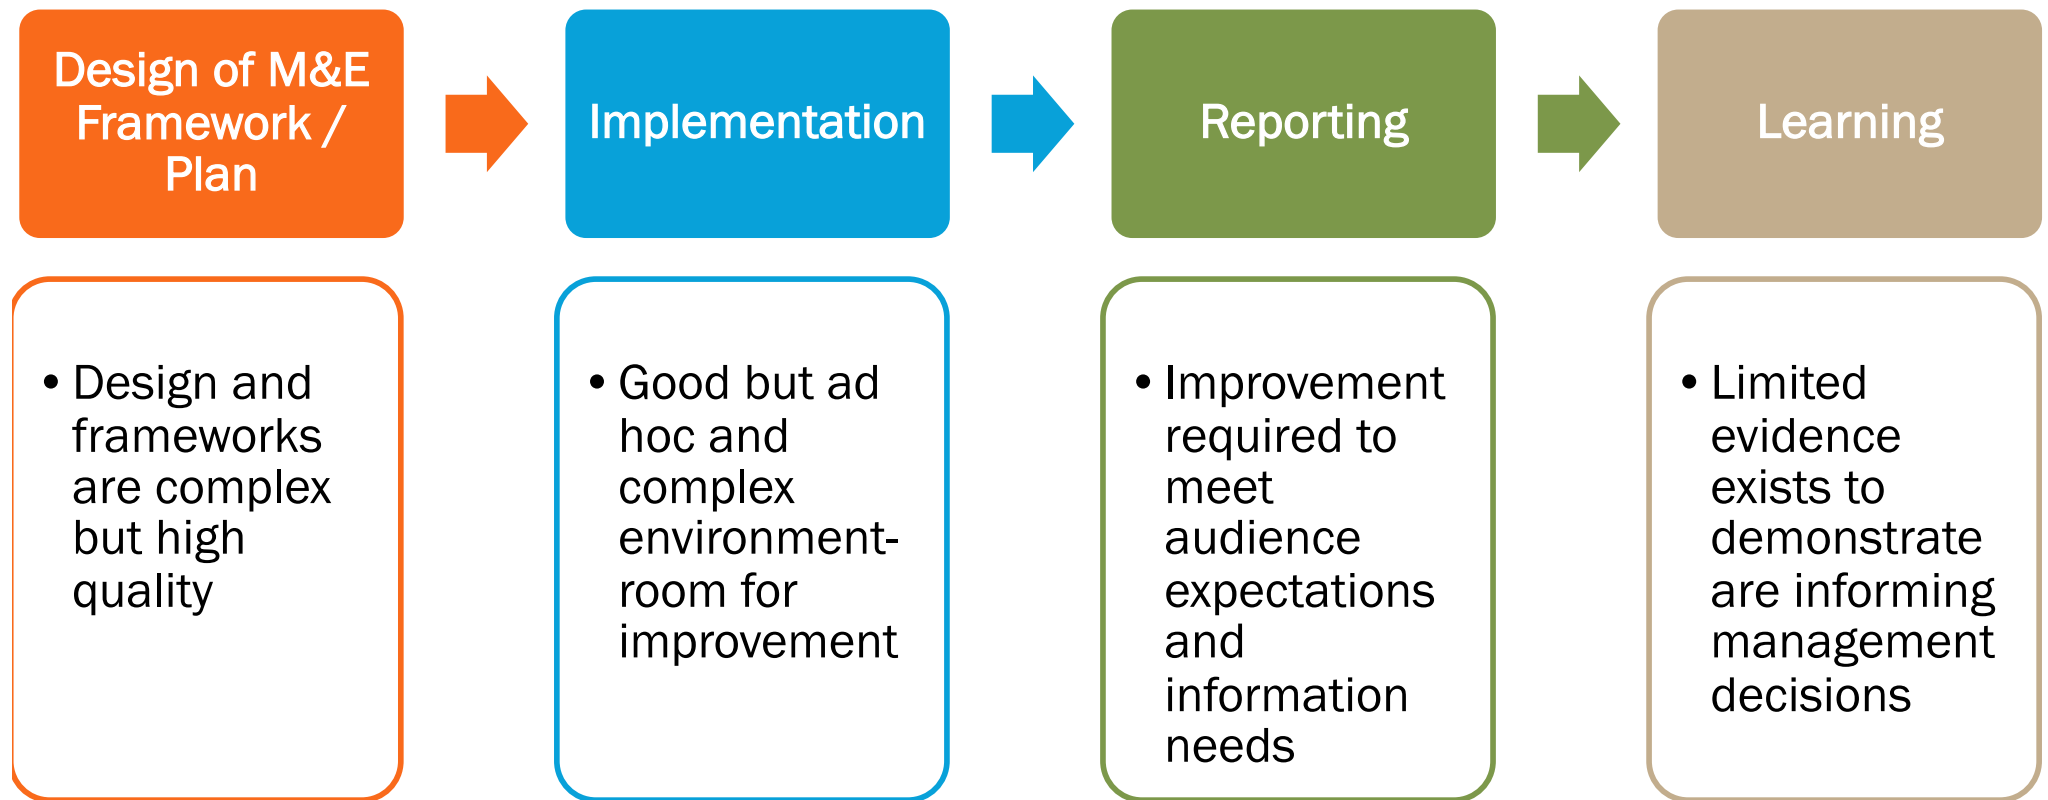 Design of M&E
Framework /
Plan
Implementation
Reporting
Learning
• Design and
frameworks
are complex
but high
quality
• Good but ad
hoc and
complex
environment-
room for
improvement
• Improvement
required to
meet
audience
expectations
and
information
needs
• Limited
evidence
exists to
demonstrate
are informing
management
decisions